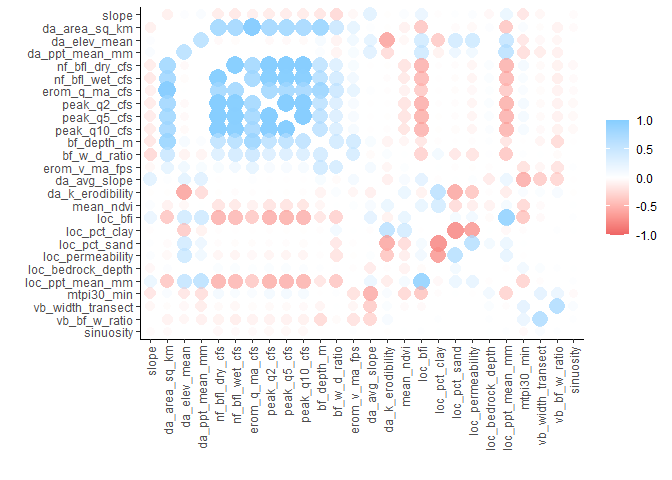 slope
da_area_sq_km
da_elev_mean
da_ppt_mean_mm
nf_bfl_dry_cfs
nf_bfl_wet_cfs
erom_q_ma_cfs
peak_q2_cfs
peak_q5_cfs
peak_q10_cfs
bf_depth_m
bf_w_d_ratio
erom_v_ma_fps
da_avg_slope
da_k_erodibility
mean_ndvi
loc_bfi
loc_pct_clay
loc_pct_sand
loc_permeability
loc_bedrock_depth
loc_ppt_mean_mm
mtpi30_min
vb_width_transect
vb_bf_w_ratio
sinuosity
1.0
0.5
0.0
-0.5
-1.0
slope
da_area_sq_km
da_elev_mean
da_ppt_mean_mm
nf_bfl_dry_cfs
nf_bfl_wet_cfs
erom_q_ma_cfs
peak_q2_cfs
peak_q5_cfs
peak_q10_cfs
bf_depth_m
bf_w_d_ratio
erom_v_ma_fps
da_avg_slope
da_k_erodibility
mean_ndvi
loc_bfi
loc_pct_clay
loc_pct_sand
loc_permeability
loc_bedrock_depth
loc_ppt_mean_mm
mtpi30_min
vb_width_transect
vb_bf_w_ratio
sinuosity